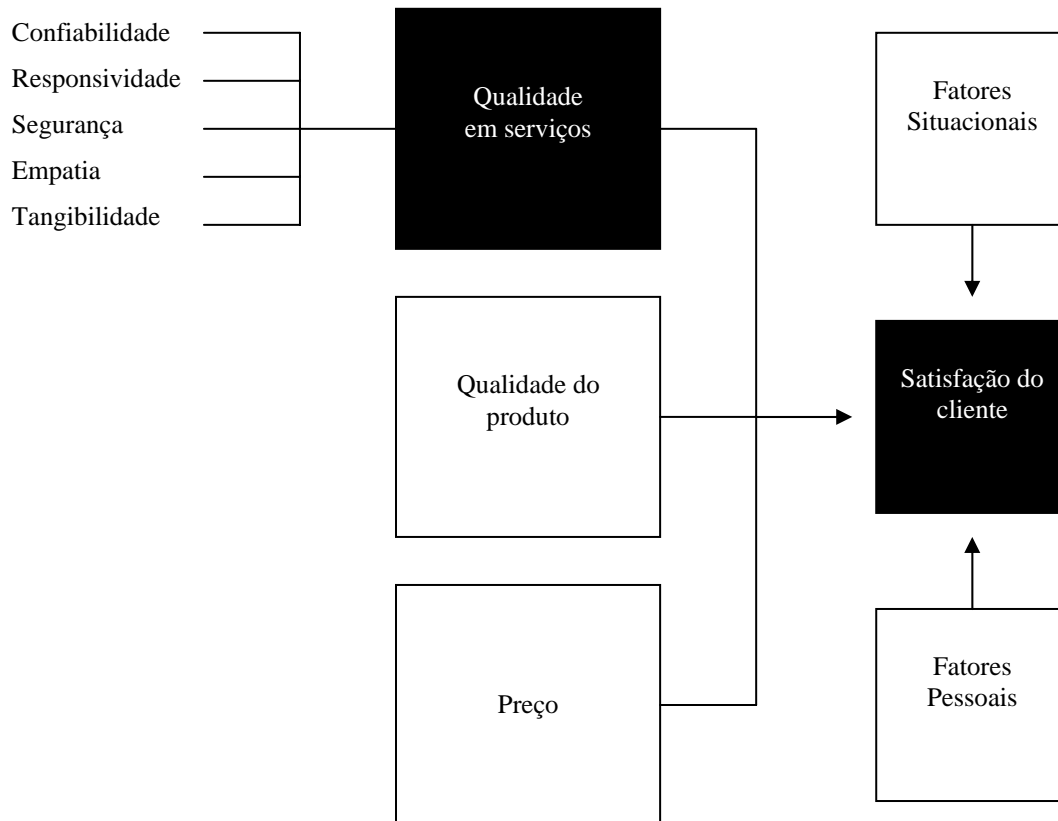 Confiabilidade
Responsividade
Segurança
Empatia
Tangibilidade
Qualidade
em serviços
Qualidade do
produto
Preço
Fatores
Situacionais
Satisfação do
cliente
Fatores
Pessoais